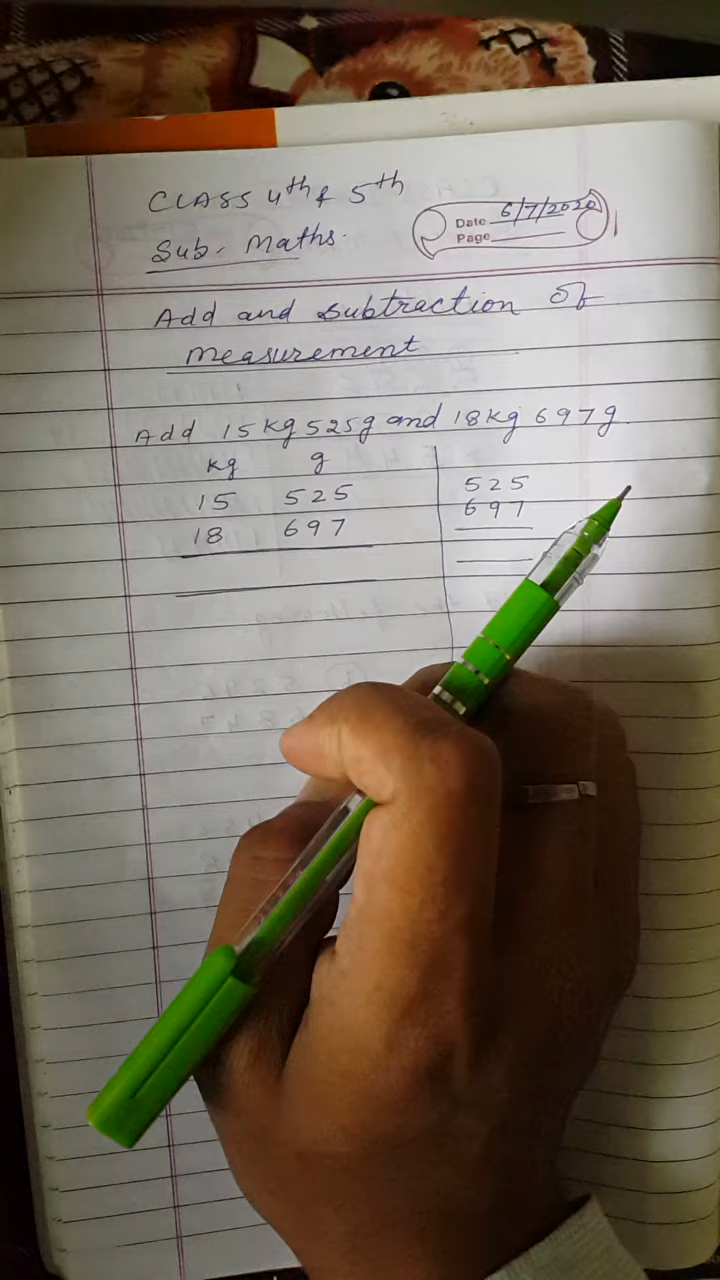 CLASS 4th & 5th
Sub. Maths.
Date 6/7/2020
Page
Add and Subtraction of
measurement
Add 15kg 525g and 18kg 697g.
kg g
15 525
18 697
525
697